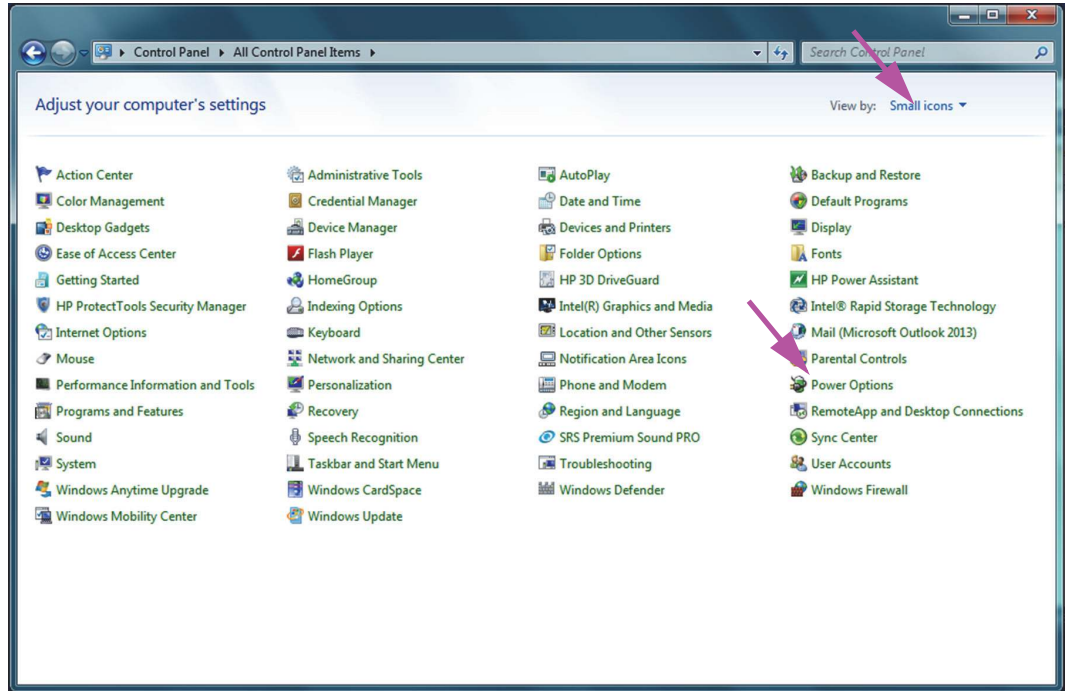 Control Panel All Control Panel Items Search Control Panel
Adjust your computer's settings View by: Small icons
Action Center Administrative Tools AutoPlay Backup and Restore
Color Management Credential Manager Date and Time Default Programs
Desktop Gadgets Device Manager Devices and Printers Display
Ease of Access Center Flash Player Folder Options Fonts
Getting Started HomeGroup HP 3D DriveGuard HP Power Assistant
HP ProtectTools Security Manager Indexing Options Intel(R) Graphics and Media Intel® Rapid Storage Technology
Internet Options Keyboard Location and Other Sensors Mail (Microsoft Outlook 2013)
Mouse Network and Sharing Center Notification Area Icons Parental Controls
Performance Information and Tools Personalization Phone and Modem Power Options
Programs and Features Recovery Region and Language RemoteApp and Desktop Connections
Sound Speech Recognition SRS Premium Sound PRO Sync Center
System Taskbar and Start Menu Troubleshooting User Accounts
Windows Anytime Upgrade Windows CardSpace Windows Defender Windows Firewall
Windows Mobility Center Windows Update